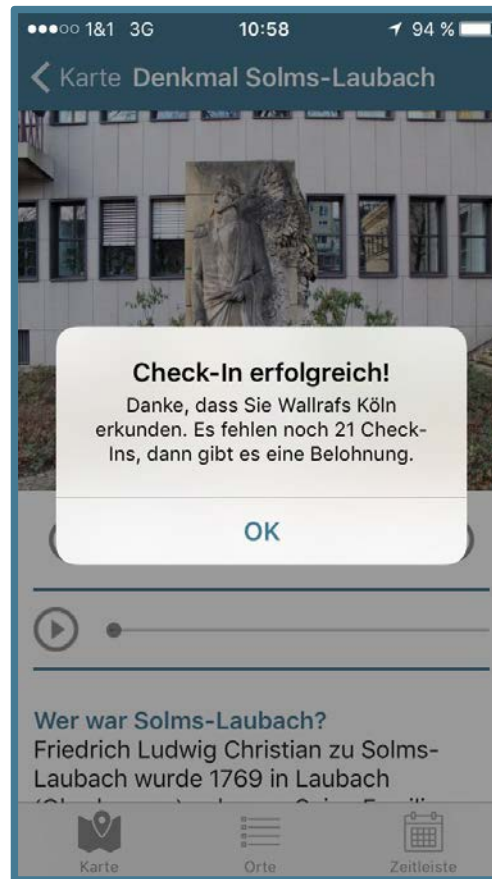 1&1 3G 10:58 94 %
Karte Denkmal Solms-Laubach
Check-In erfolgreich!
Danke, dass Sie Wallrafs Köln
erkunden. Es fehlen noch 21 Check-
Ins, dann gibt es eine Belohnung.
OK
Wer war Solms-Laubach?
Friedrich Ludwig Christian zu Solms-
Laubach wurde 1769 in Laubach
Karte Orte Zeitleiste